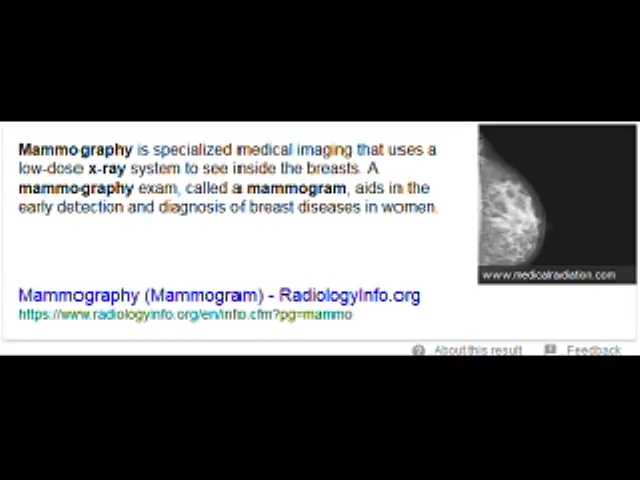 Mammography is specialized medical imaging that uses a
low-dose x-ray system to see inside the breasts. A
mammography exam, called a mammogram, aids in the
early detection and diagnosis of breast diseases in women.
www.medicalradiation.com
Mammography (Mammogram) - RadiologyInfo.org
https://www.radiologyinfo.org/en/info.cfm?pg=mammo
About this result Feedback